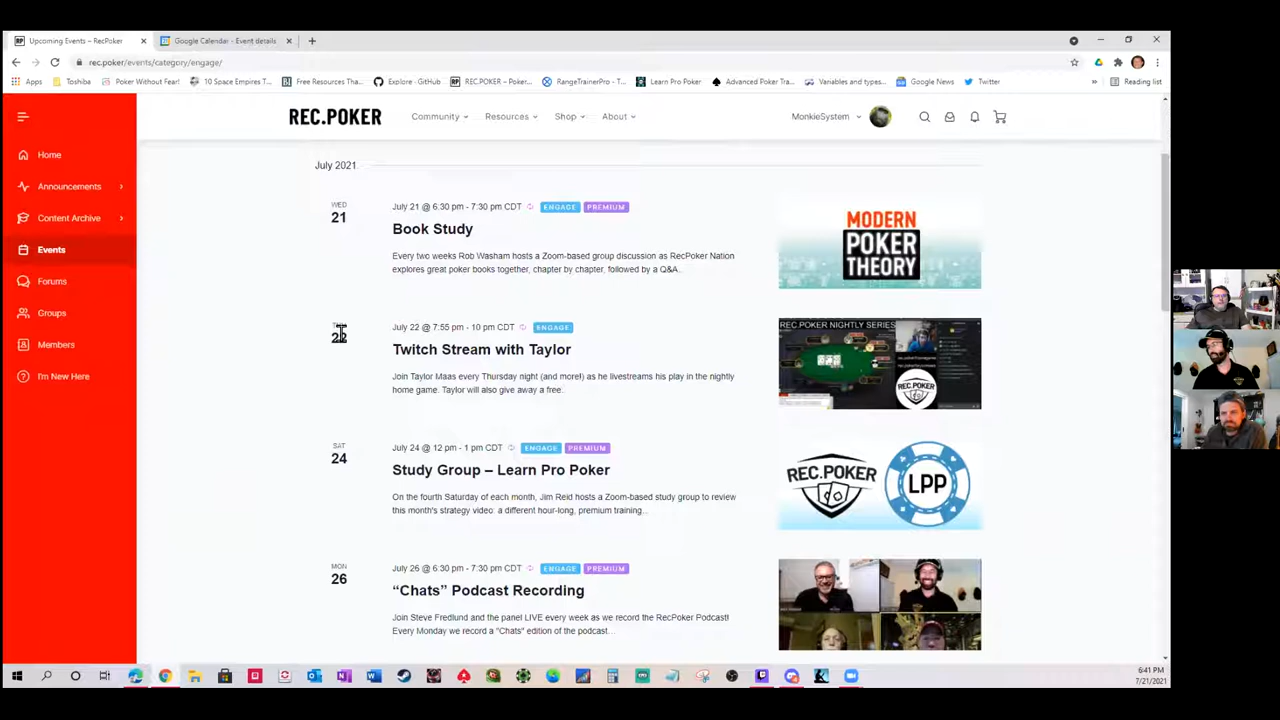 Upcoming Events – RecPoker
Google Calendar - Event details
rec.poker/events/category/engage/
Apps
Toshiba
Poker Without Fear!
10 Space Empires T...
Free Resources Tha...
Explore · GitHub
REC.POKER – Poker...
RangeTrainerPro - T...
Learn Pro Poker
Advanced Poker Tra...
Variables and types...
Google News
Twitter
»
Reading list
REC.POKER
Community
Resources
Shop
About
MonkieSystem
Home
Announcements
Content Archive
Events
Forums
Groups
Members
I'm New Here
July 2021
WED
21
July 21 @ 6:30 pm - 7:30 pm CDT ENGAGE PREMIUM
Book Study
Every two weeks Rob Washam hosts a Zoom-based group discussion as RecPoker Nation
explores great poker books together, chapter by chapter, followed by a Q&A...
MODERN
POKER
THEORY
22
July 22 @ 7:55 pm - 10 pm CDT ENGAGE
Twitch Stream with Taylor
Join Taylor Maas every Thursday night (and more!) as he livestreams his play in the nightly
home game. Taylor will also give away a free...
REC.POKER NIGHTLY SERIES
REC.POKER
SAT
24
July 24 @ 12 pm - 1 pm CDT ENGAGE PREMIUM
Study Group – Learn Pro Poker
On the fourth Saturday of each month, Jim Reid hosts a Zoom-based study group to review
this month's strategy video: a different hour-long, premium training...
REC.POKER
LPP
MON
26
July 26 @ 6:30 pm - 7:30 pm CDT ENGAGE PREMIUM
“Chats” Podcast Recording
Join Steve Fredlund and the panel LIVE every week as we record the RecPoker Podcast!
Every Monday we record a "Chats" edition of the podcast...
6:41 PM
7/21/2021